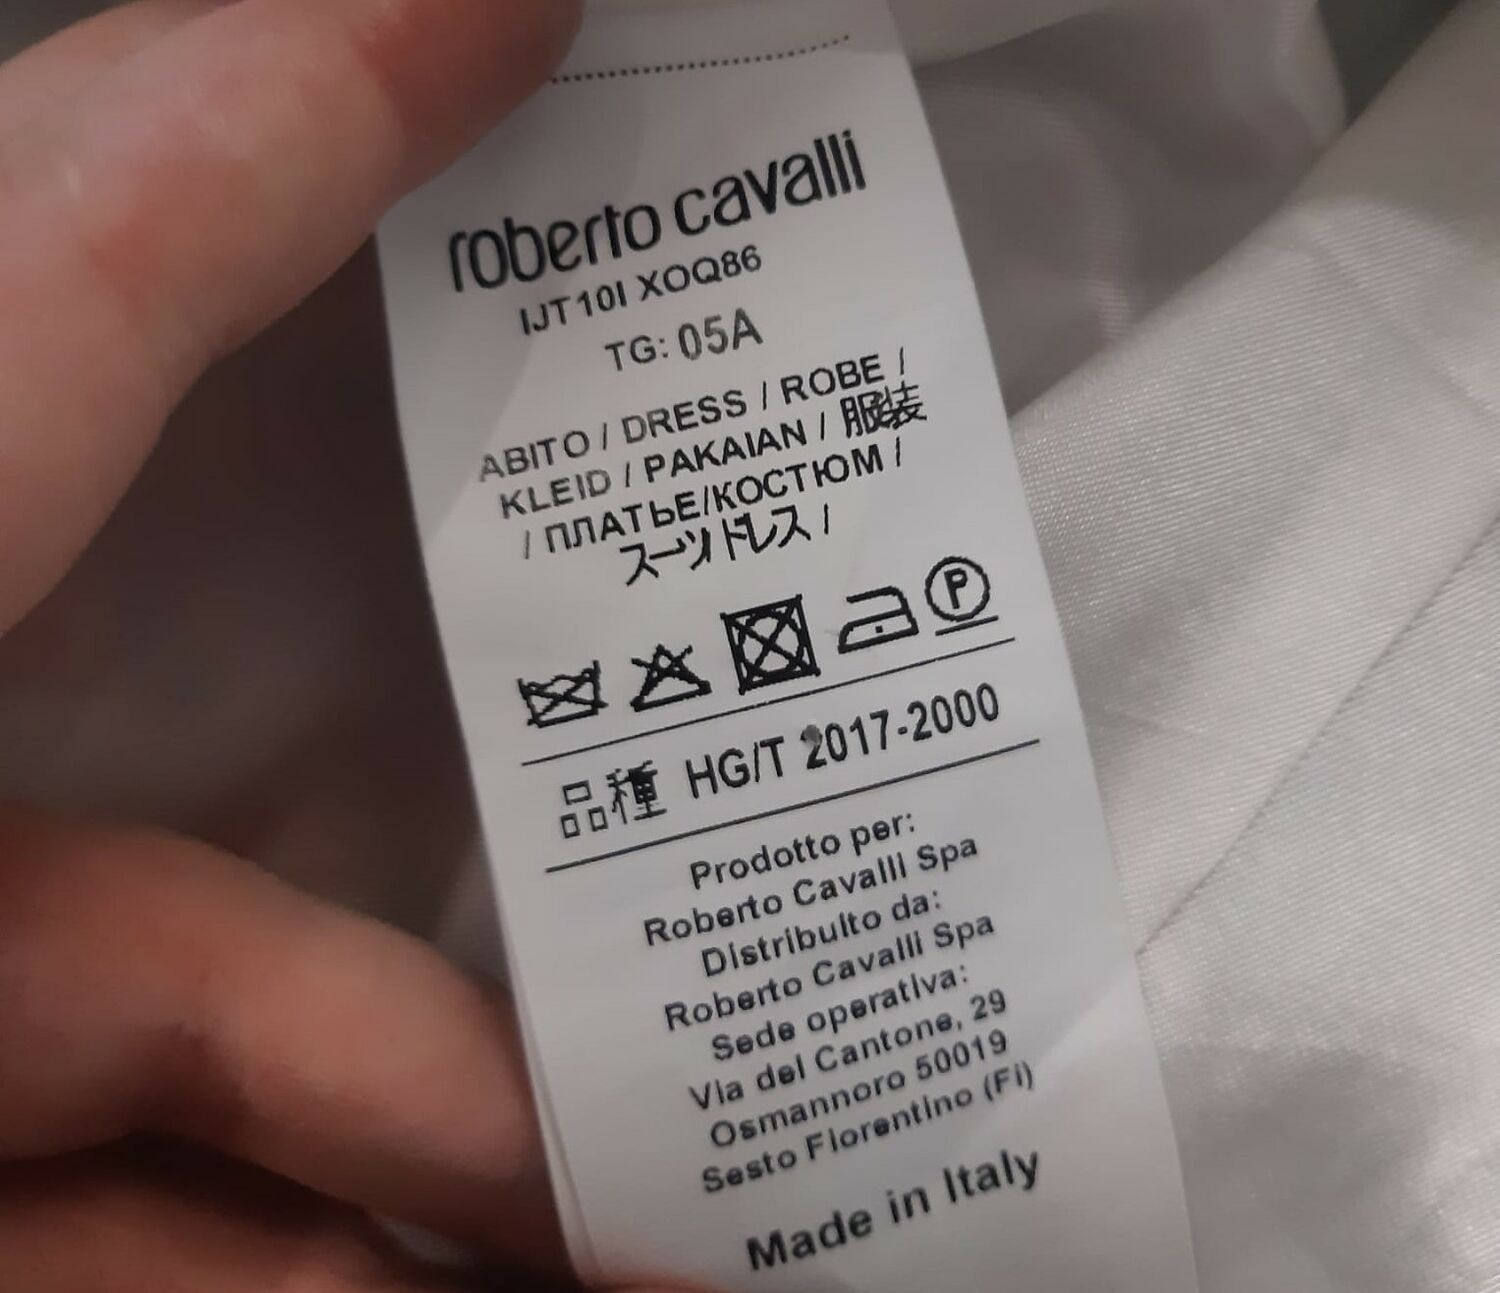 roberto cavalli
IJT10I XOQ86
TG: 05A
ABITO / DRESS / ROBE /
KLEID / PAKAIAN / 服装
/ ПЛАТЬЕ/КОСТЮМ /
スーツドレス /
P
品種 HG/T 2017-2000
Prodotto per:
Roberto Cavalli Spa
Distribuito da:
Roberto Cavalli Spa
Sede operativa:
Via del Cantone, 29
Osmannoro 50019
Sesto Fiorentino (Fi)
Made in Italy